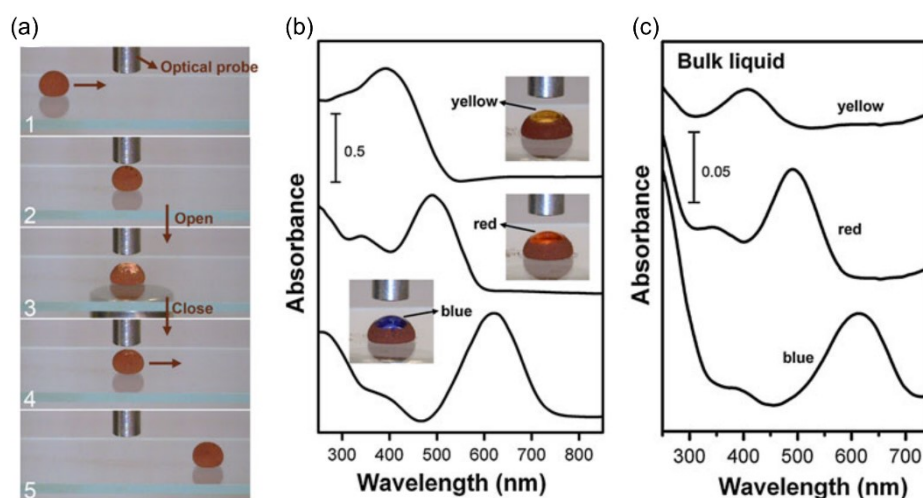 (a)
Optical probe
1
2
Open
3
Close
4
5
(b)
Absorbance
0.5
yellow
red
blue
300 400 500 600 700 800
Wavelength (nm)
(c)
Bulk liquid
Absorbance
0.05
yellow
red
blue
300 400 500 600 700
Wavelength (nm)